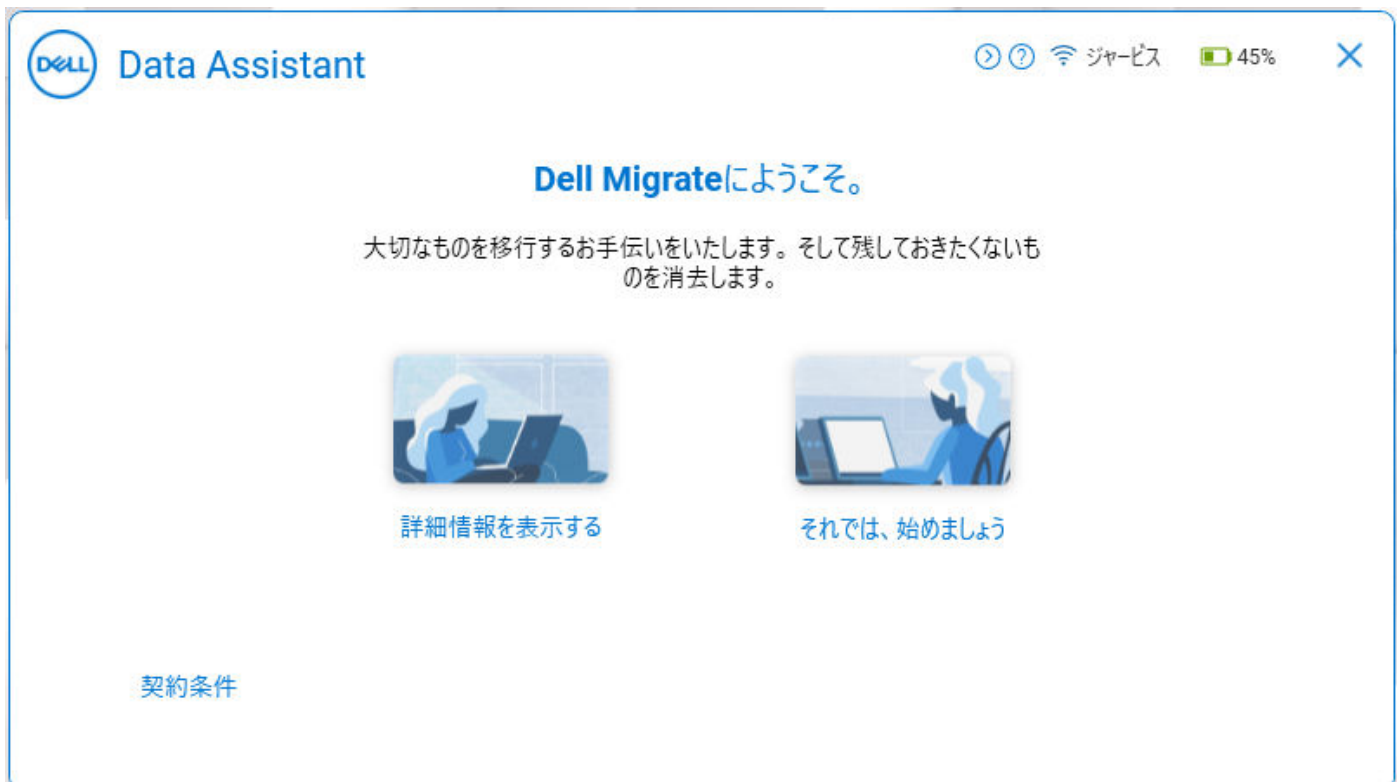 DELL
Data Assistant
ジャービス
45%
Dell Migrateにようこそ。
大切なものを移行するお手伝いをいたします。そして残しておきたくないも
のを消去します。
詳細情報を表示する
それでは、始めましょう
契約条件